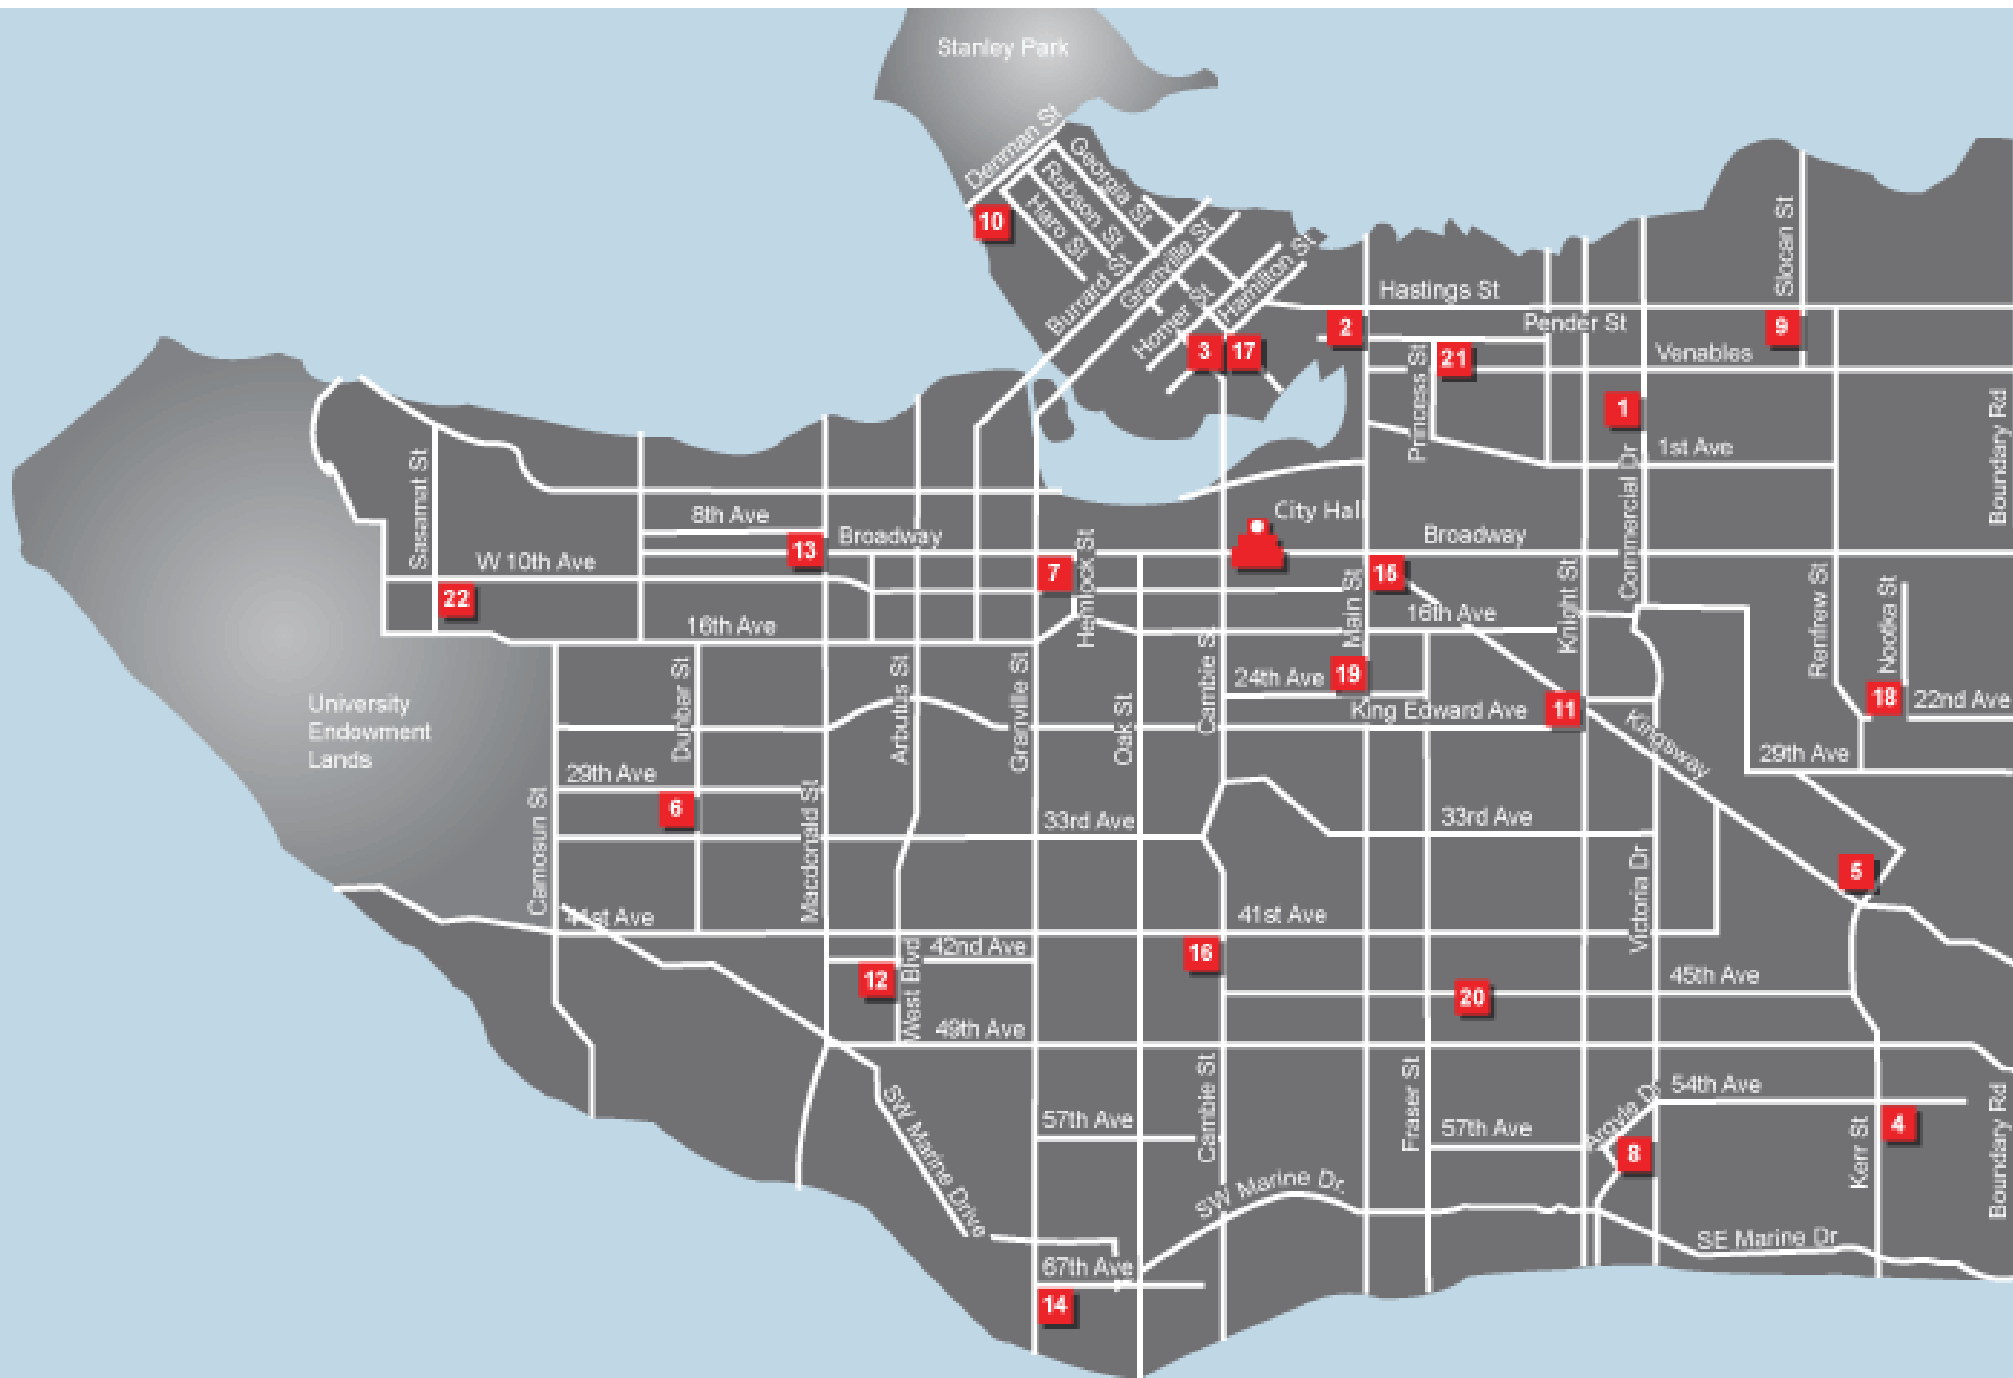 Stanley Park
Denman St
Georgia St
Robson St
Haro St
10
Burrard St
Granville St
Homer St
Hamilton St
Hastings St
Slocan St
2
Pender St
9
3
17
Princess St
21
Venables
1
Boundary Rd
1st Ave
Sasamat St
Commercial Dr
8th Ave
City Hall
13
Broadway
Broadway
W 10th Ave
7
Hemlock St
15
Knight St
Renfrew St
Nootka St
22
16th Ave
16th Ave
Main St
Dunbar St
Arbutus St
Granville St
Oak St
Cambie St
24th Ave
19
18
22nd Ave
King Edward Ave
11
Kingsway
University
Endowment
Lands
29th Ave
29th Ave
6
Camosun St
Macdonald St
33rd Ave
33rd Ave
5
Victoria Dr
41st Ave
41st Ave
42nd Ave
16
12
West Blvd
45th Ave
20
49th Ave
SW Marine Drive
Cambie St
Fraser St
Argyle Dr
54th Ave
57th Ave
57th Ave
8
Kerr St
4
Boundary Rd
SW Marine Dr.
SE Marine Dr
67th Ave
14